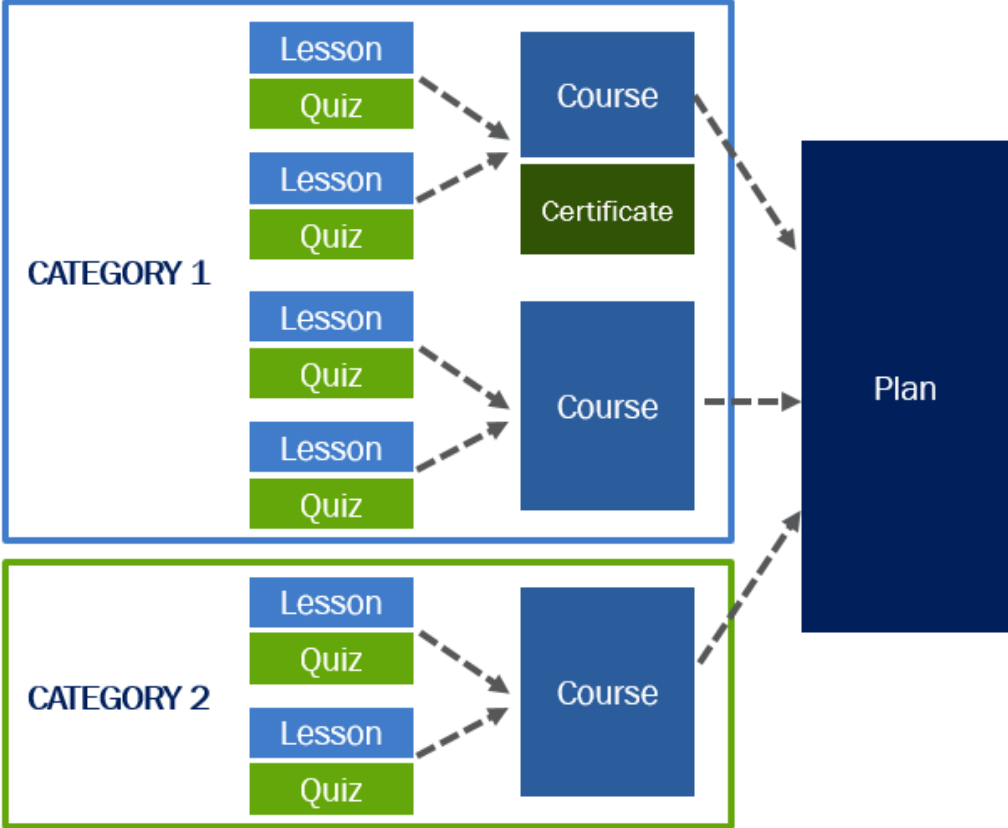 Lesson
Quiz
Lesson
Quiz
Course
Certificate
CATEGORY 1
Lesson
Quiz
Lesson
Quiz
Course
Plan
CATEGORY 2
Lesson
Quiz
Lesson
Quiz
Course